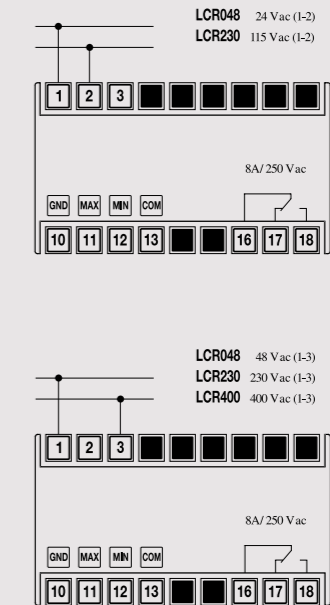 LCR048 24 Vac (1-2)
LCR230 115 Vac (1-2)
1 2 3
8A/ 250 Vac
GND MAX MIN COM
10 11 12 13 16 17 18
LCR048 48 Vac (1-3)
LCR230 230 Vac (1-3)
LCR400 400 Vac (1-3)
1 2 3
8A/ 250 Vac
GND MAX MIN COM
10 11 12 13 16 17 18